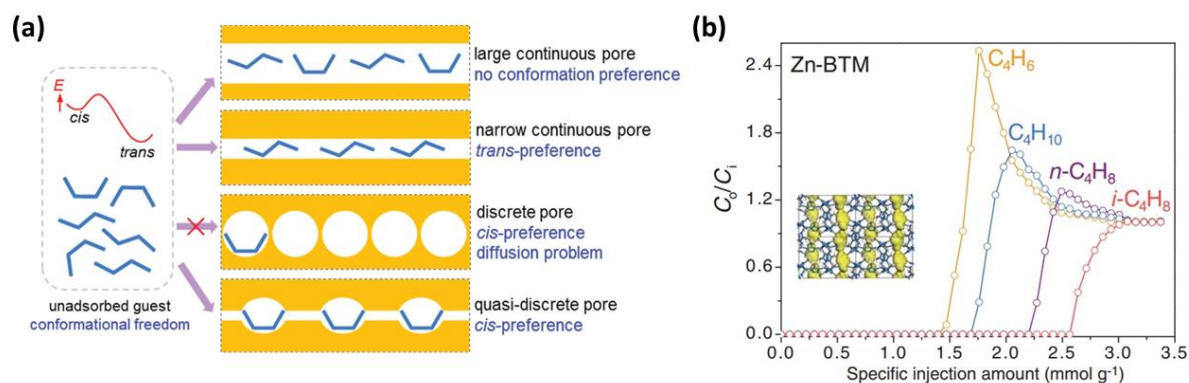 (a)
E
cis
trans
unadsorbed guest
conformational freedom
large continuous pore
no conformation preference
narrow continuous pore
trans-preference
discrete pore
cis-preference
diffusion problem
quasi-discrete pore
cis-preference
(b)
Zn-BTM
C₄H₆
C₄H₁₀
n-C₄H₈
i-C₄H₈
Cₒ/Cᵢ
2.4
1.8
1.2
0.6
0.0
0.0 0.5 1.0 1.5 2.0 2.5 3.0 3.5
Specific injection amount (mmol g⁻¹)